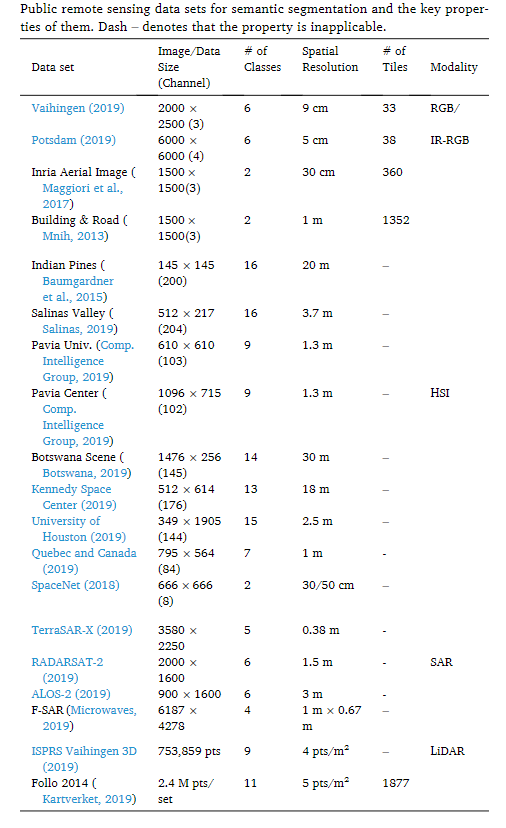 Public remote sensing data sets for semantic segmentation and the key proper-
ties of them. Dash – denotes that the property is inapplicable.
Image/Data # of Spatial # of
Data set Size Classes Resolution Tiles Modality
(Channel)
Vaihingen (2019) 2000 × 6 9 cm 33 RGB/
2500 (3)
Potsdam (2019) 6000 × 6 5 cm 38 IR-RGB
6000 (4)
Inria Aerial Image ( 1500 × 2 30 cm 360
Maggiori et al., 1500(3)
2017)
Building & Road ( 1500 × 2 1 m 1352
Mnih, 2013) 1500(3)
Indian Pines ( 145 × 145 16 20 m –
Baumgardner (200)
et al., 2015)
Salinas Valley ( 512 × 217 16 3.7 m –
Salinas, 2019) (204)
Pavia Univ. (Comp. 610 × 610 9 1.3 m –
Intelligence (103)
Group, 2019)
Pavia Center ( 1096 × 715 9 1.3 m – HSI
Comp. (102)
Intelligence
Group, 2019)
Botswana Scene ( 1476 × 256 14 30 m –
Botswana, 2019) (145)
Kennedy Space 512 × 614 13 18 m –
Center (2019) (176)
University of 349 × 1905 15 2.5 m –
Houston (2019) (144)
Quebec and Canada 795 × 564 7 1 m -
(2019) (84)
SpaceNet (2018) 666 × 666 2 30/50 cm –
(8)
TerraSAR-X (2019) 3580 × 5 0.38 m -
2250
RADARSAT-2 2000 × 6 1.5 m - SAR
(2019) 1600
ALOS-2 (2019) 900 × 1600 6 3 m -
F-SAR (Microwaves, 6187 × 4 1 m × 0.67 –
2019) 4278 m
ISPRS Vaihingen 3D 753,859 pts 9 4 pts/m² – LiDAR
(2019)
Follo 2014 ( 2.4 M pts/ 11 5 pts/m² 1877
Kartverket, 2019) set